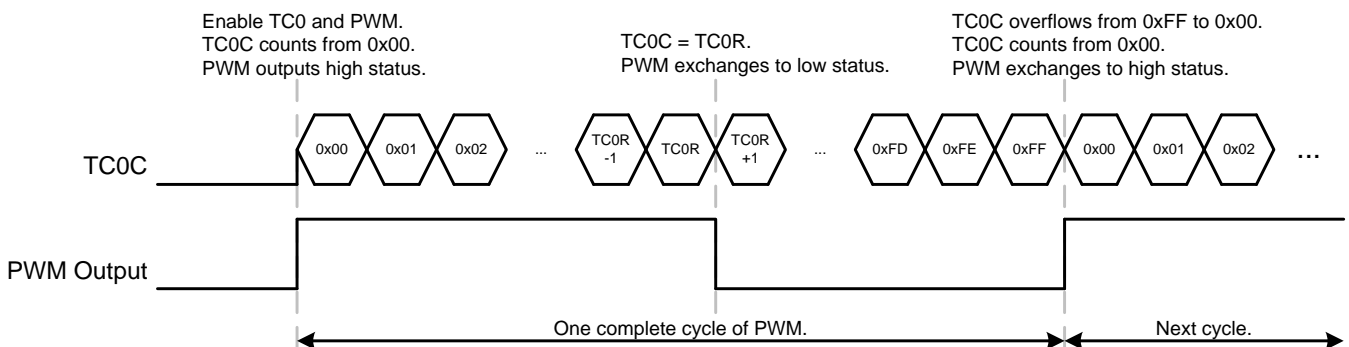 Enable TC0 and PWM.
TC0C counts from 0x00.
PWM outputs high status.
TC0C = TC0R.
PWM exchanges to low status.
TC0C overflows from 0xFF to 0x00.
TC0C counts from 0x00.
PWM exchanges to high status.
TC0C
0x00
0x01
0x02
...
TC0R
-1
TC0R
TC0R
+1
...
0xFD
0xFE
0xFF
0x00
0x01
0x02
...
PWM Output
One complete cycle of PWM.
Next cycle.